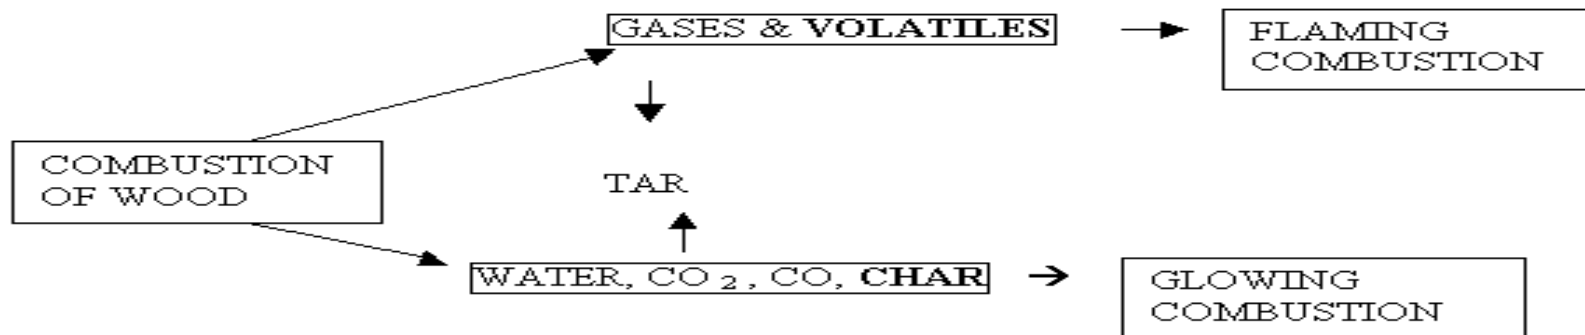 GASES & VOLATILES
FLAMING
COMBUSTION
COMBUSTION
OF WOOD
TAR
WATER, CO₂, CO, CHAR
GLOWING
COMBUSTION